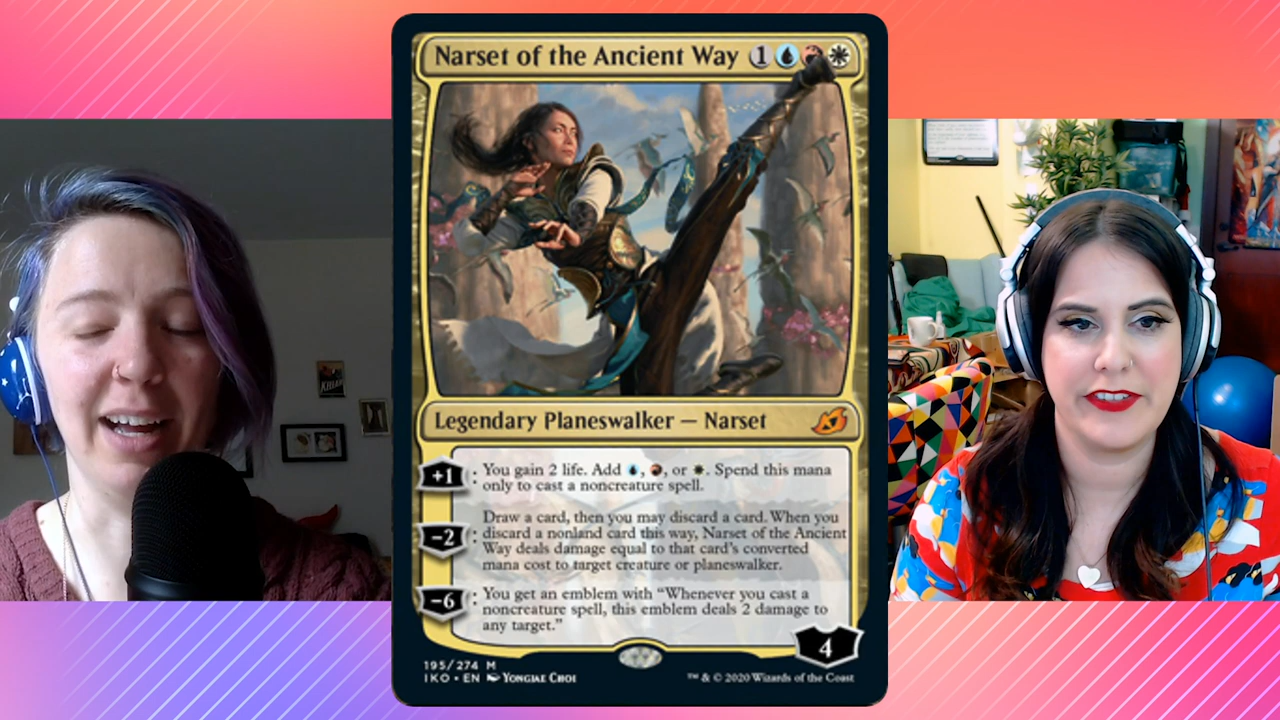 Narset of the Ancient Way 1
Legendary Planeswalker — Narset
+1 : You gain 2 life. Add , , or . Spend this mana
only to cast a noncreature spell.
Draw a card, then you may discard a card. When you
−2 : discard a nonland card this way, Narset of the Ancient
Way deals damage equal to that card's converted
mana cost to target creature or planeswalker.
−6 : You get an emblem with “Whenever you cast a
noncreature spell, this emblem deals 2 damage to
any target.”
4
195/274 M
IKO • EN Yongjae Choi
™ & © 2020 Wizards of the Coast